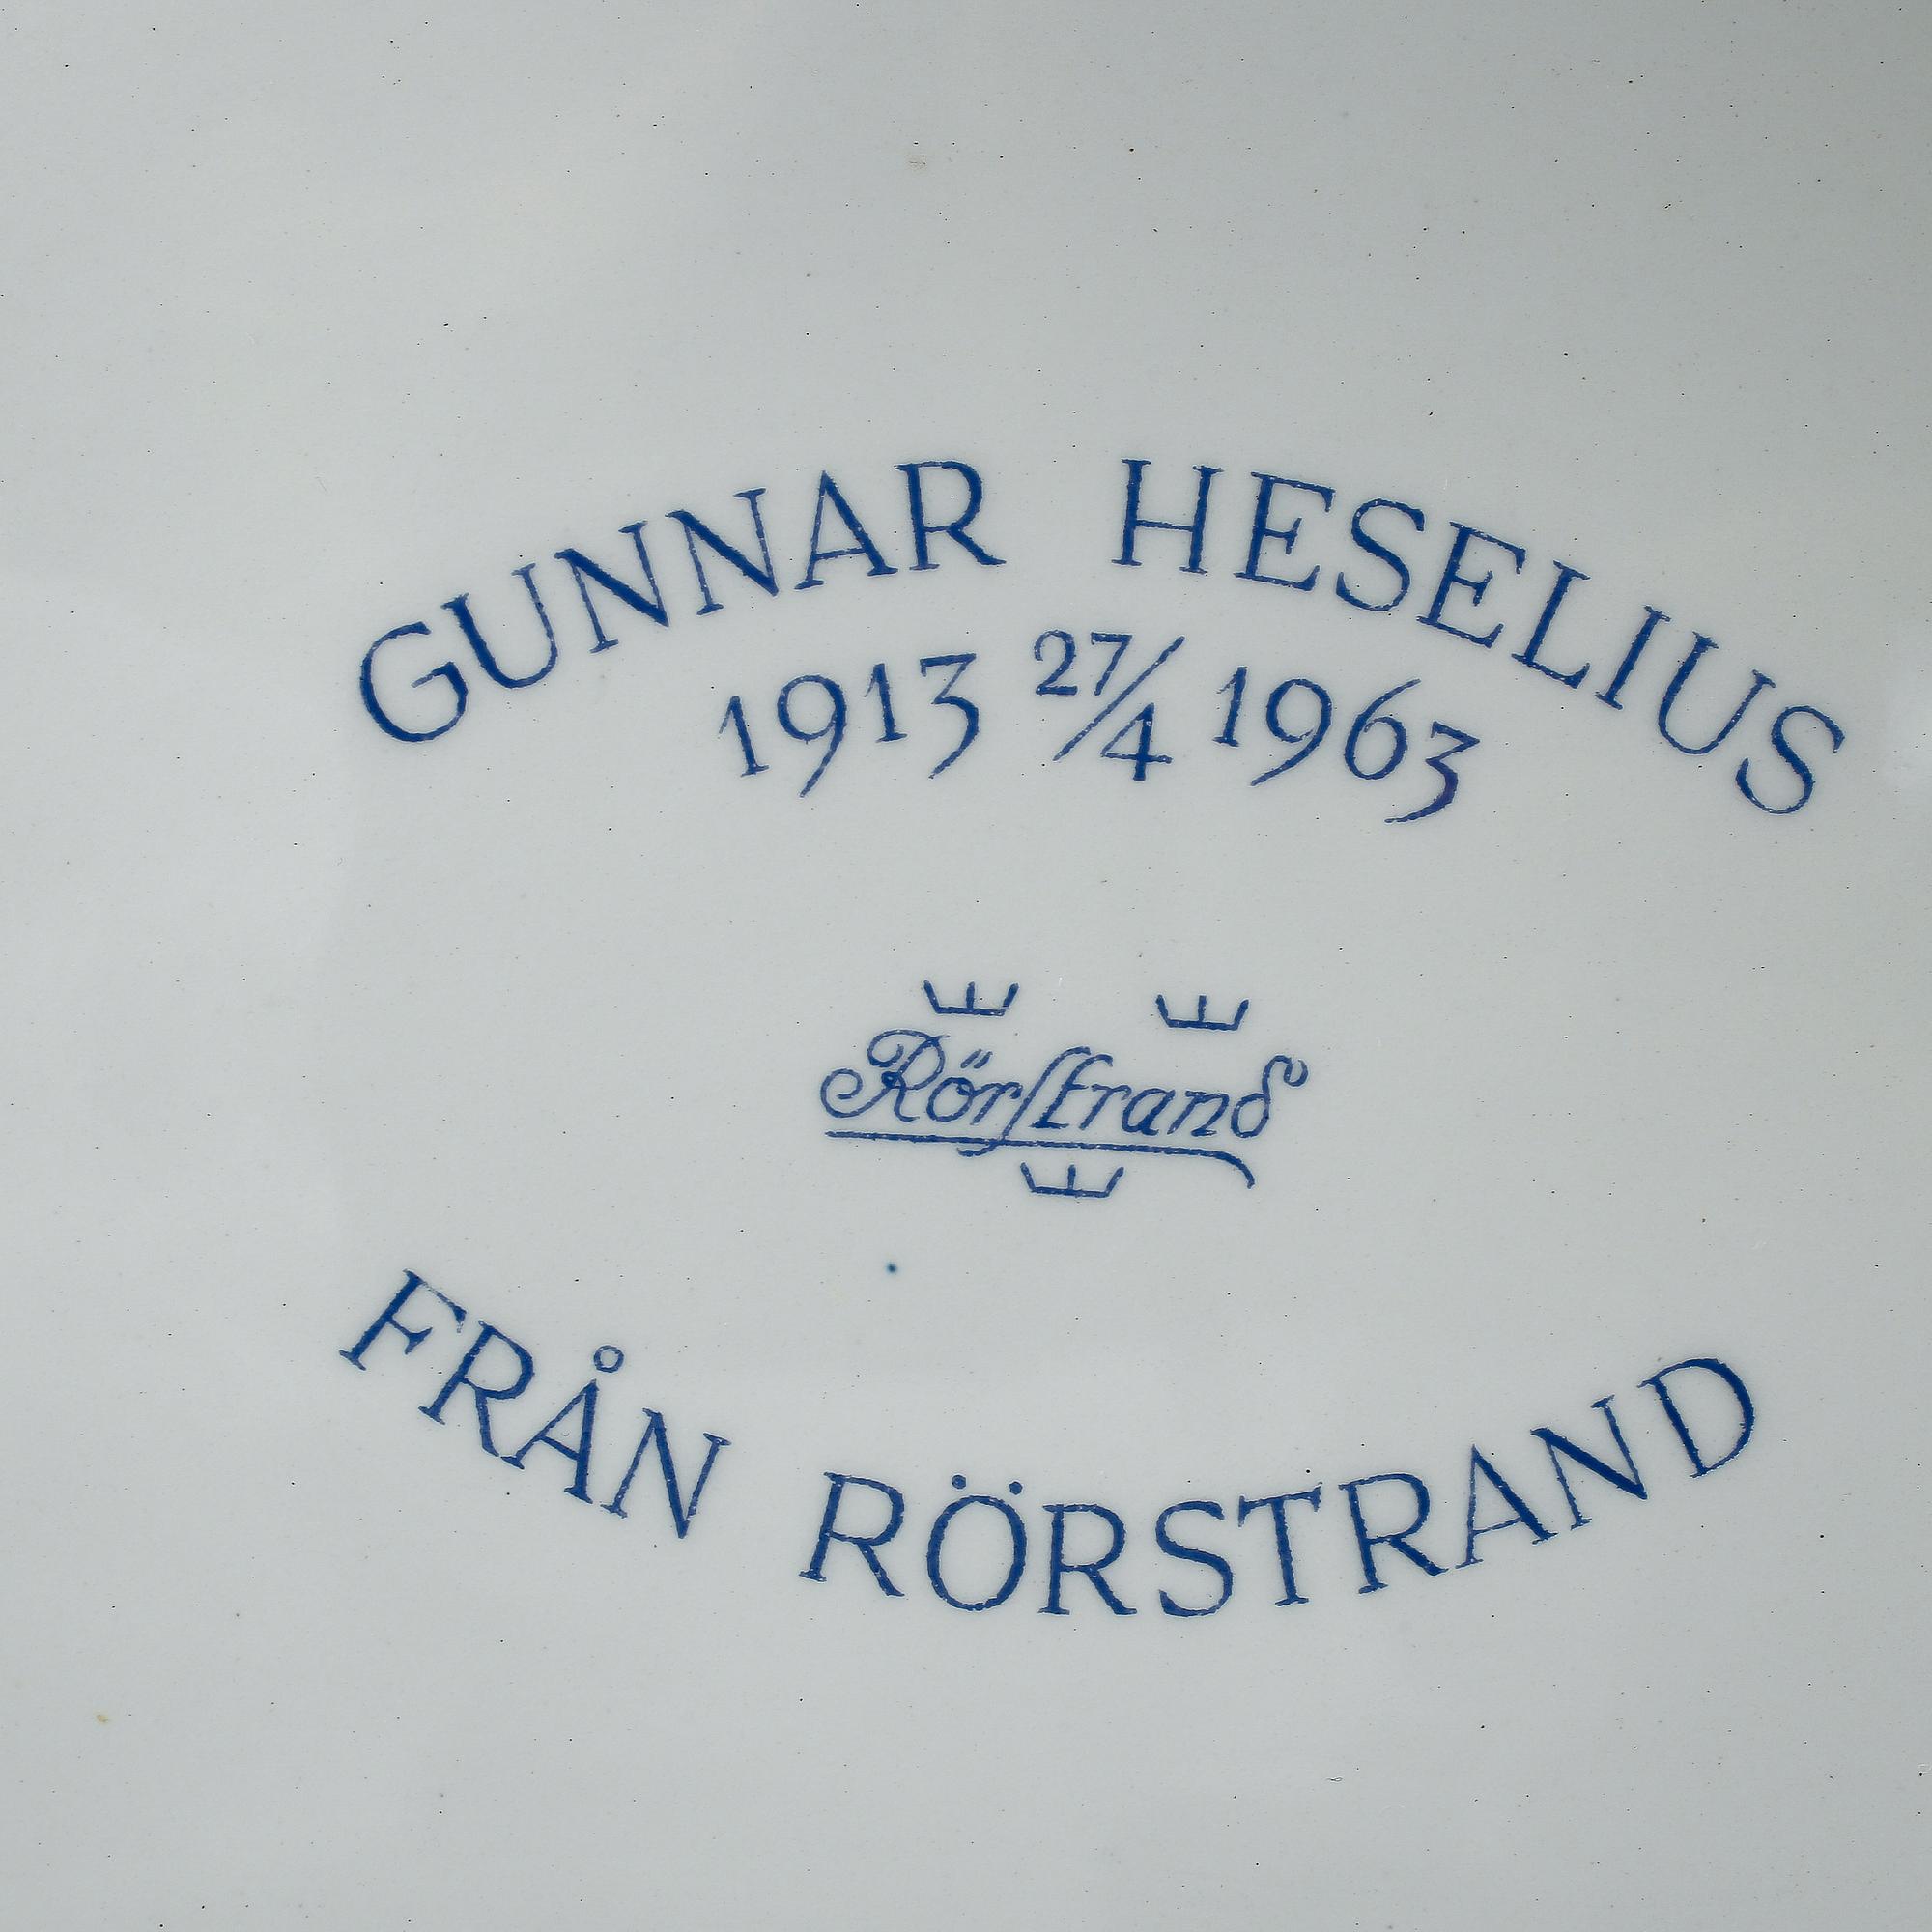 GUNNAR HESELIUS
1913 27/4 1963
Rörstrand
FRÅN RÖRSTRAND